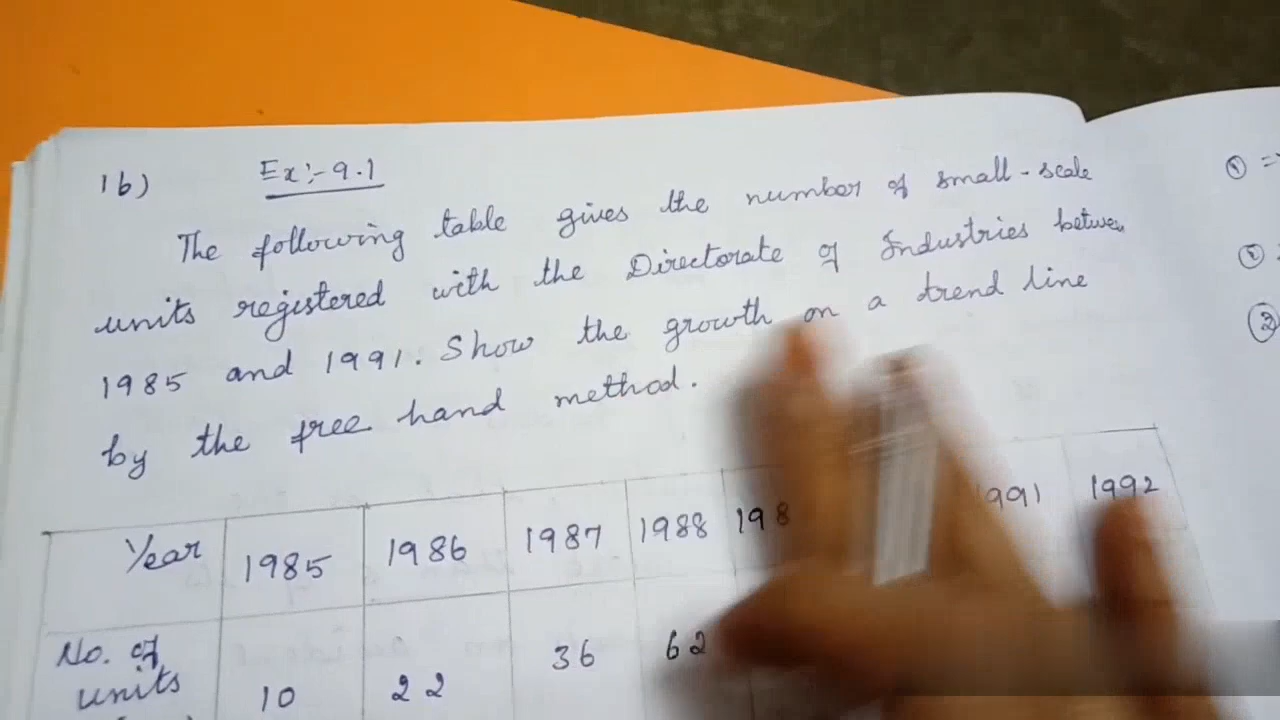 1b) Ex:- 9.1
The following table gives the number of small-scale
units registered with the Directorate of Industries between
1985 and 1991. Show the growth on a trend line
by the free hand method.
Year 1985 1986 1987 1988 198 1991 1992
No. of 36 62
units 10 22